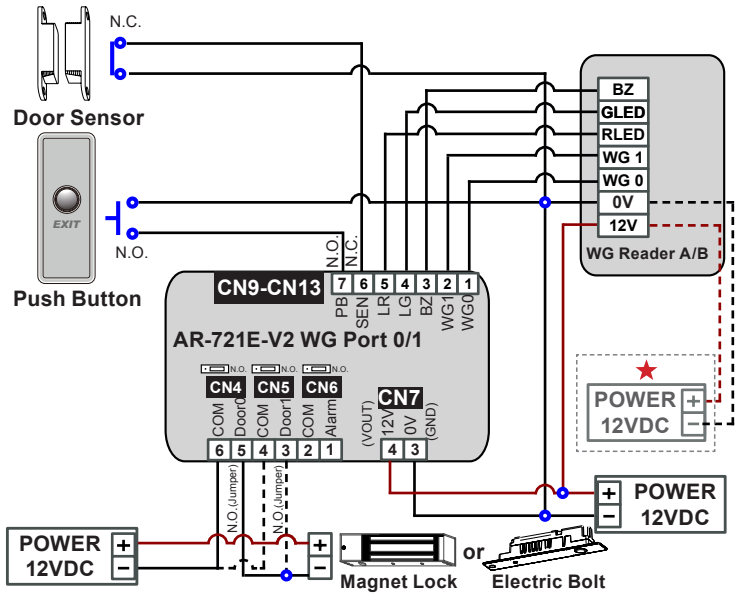 N.C.
Door Sensor
EXIT
N.O.
Push Button
BZ
GLED
RLED
WG 1
WG 0
0V
12V
WG Reader A/B
N.O.
N.C.
CN9-CN13
7 6 5 4 3 2 1
PB
SEN
LR
LG
BZ
WG1
WG0
AR-721E-V2 WG Port 0/1
N.O. N.O. N.O.
CN4 CN5 CN6
COM
Door0
COM
Door1
COM
Alarm
6 5 4 3 2 1
CN7
(VOUT)
12V
0V
(GND)
4 3
POWER +
12VDC −
N.O.(Jumper)
N.O.(Jumper)
POWER +
12VDC −
+
−
Magnet Lock
or
Electric Bolt
+ POWER
− 12VDC